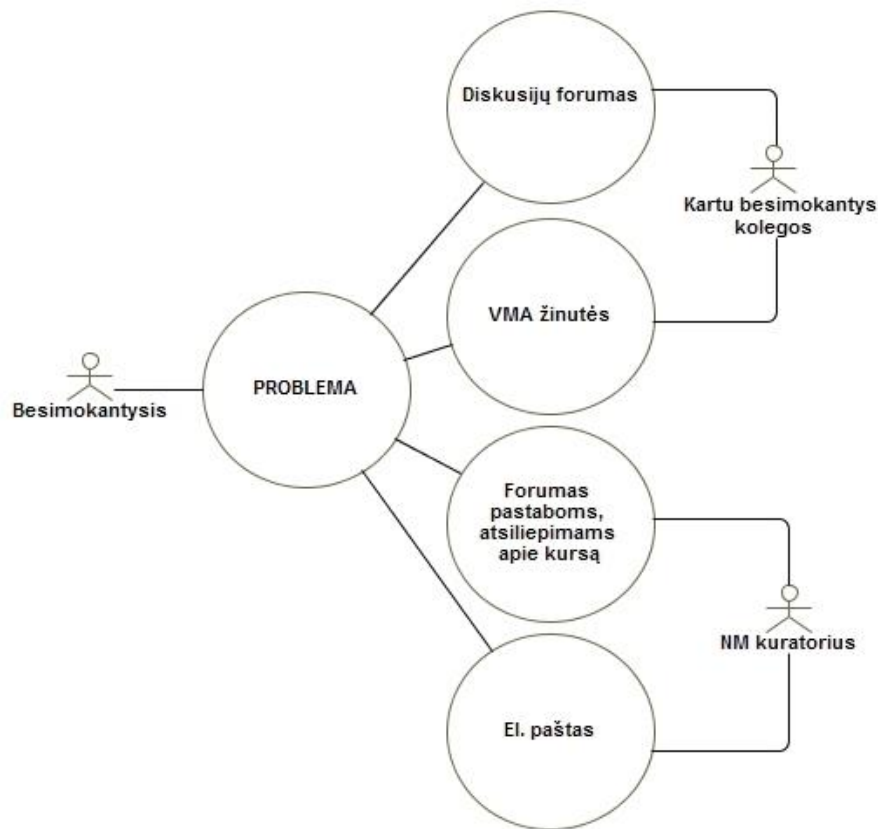 Diskusijų forumas
Kartu besimokantys
kolegos
VMA žinutės
PROBLEMA
Besimokantysis
Forumas
pastaboms,
atsiliepimams
apie kursą
NM kuratorius
El. paštas